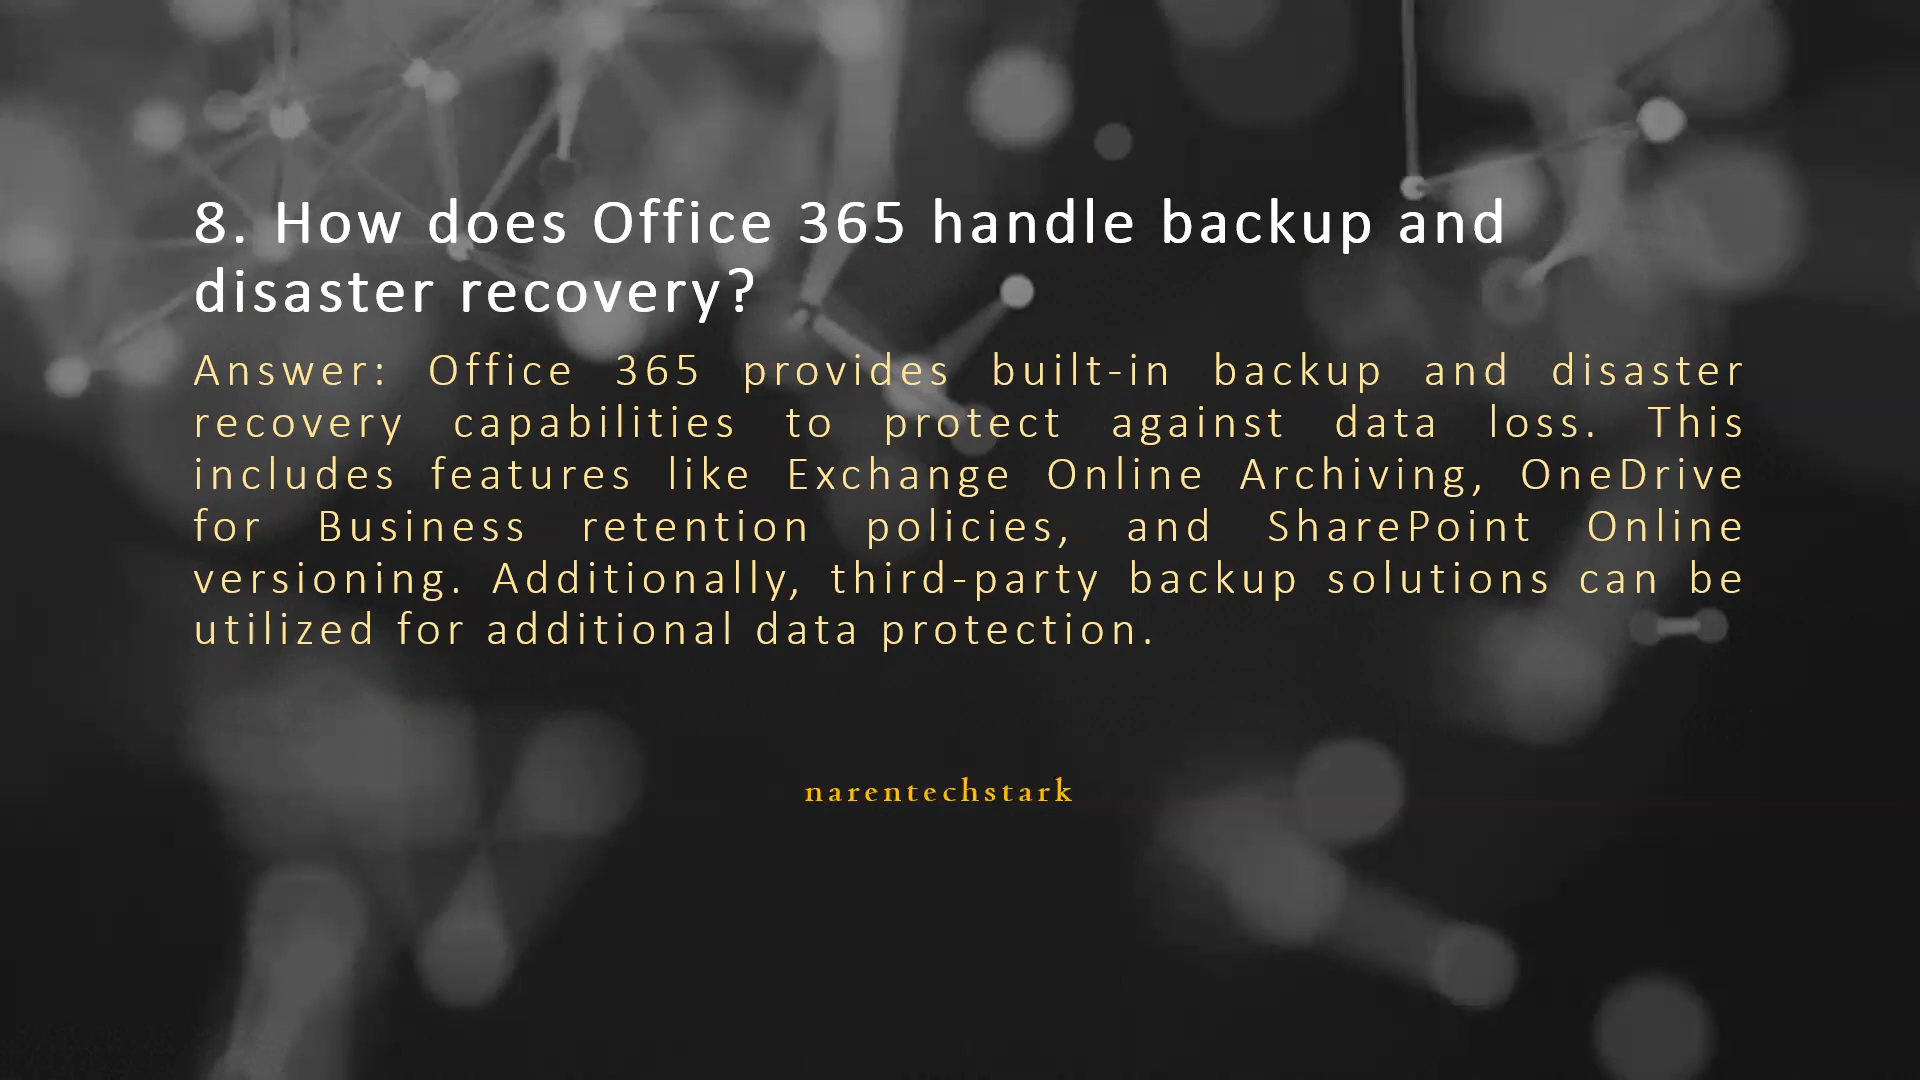 8. How does Office 365 handle backup and
disaster recovery?
Answer: Office 365 provides built-in backup and disaster
recovery capabilities to protect against data loss. This
includes features like Exchange Online Archiving, OneDrive
for Business retention policies, and SharePoint Online
versioning. Additionally, third-party backup solutions can be
utilized for additional data protection.
narentechstark